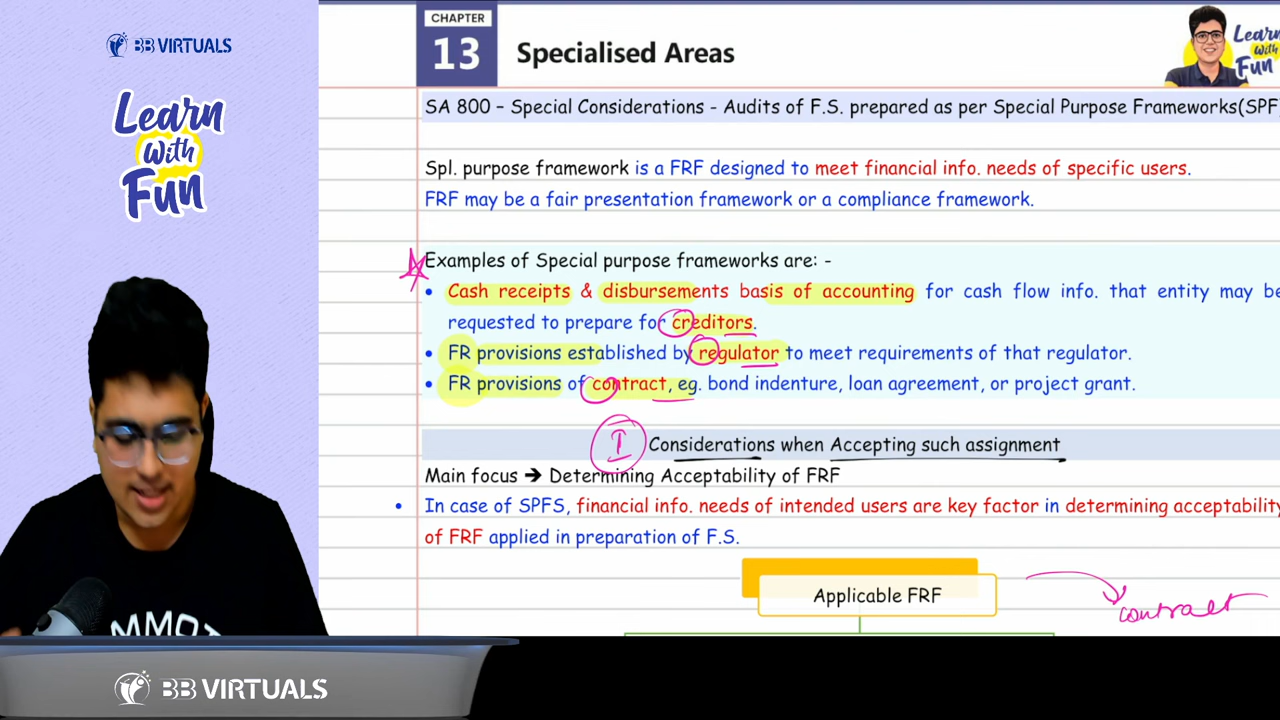 BB VIRTUALS
Learn
With
Fun
CHAPTER
13
Specialised Areas
Learn
With
Fun
SA 800 – Special Considerations - Audits of F.S. prepared as per Special Purpose Frameworks(SPF)
Spl. purpose framework is a FRF designed to meet financial info. needs of specific users.
FRF may be a fair presentation framework or a compliance framework.
Examples of Special purpose frameworks are: -
• Cash receipts & disbursements basis of accounting for cash flow info. that entity may be
requested to prepare for creditors.
• FR provisions established by regulator to meet requirements of that regulator.
• FR provisions of contract, eg. bond indenture, loan agreement, or project grant.
I Considerations when Accepting such assignment
Main focus ➔ Determining Acceptability of FRF
• In case of SPFS, financial info. needs of intended users are key factor in determining acceptability
of FRF applied in preparation of F.S.
Applicable FRF
contract
BB VIRTUALS